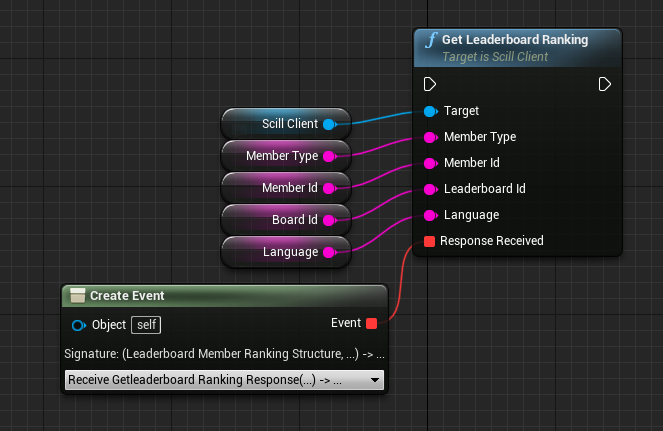 f Get Leaderboard Ranking
Target is Scill Client
Scill Client
Target
Member Type
Member Type
Member Id
Member Id
Board Id
Leaderboard Id
Language
Language
Response Received
Create Event
Object self
Event
Signature: (Leaderboard Member Ranking Structure, ...) -> ...
Receive Getleaderboard Ranking Response(...) -> ...